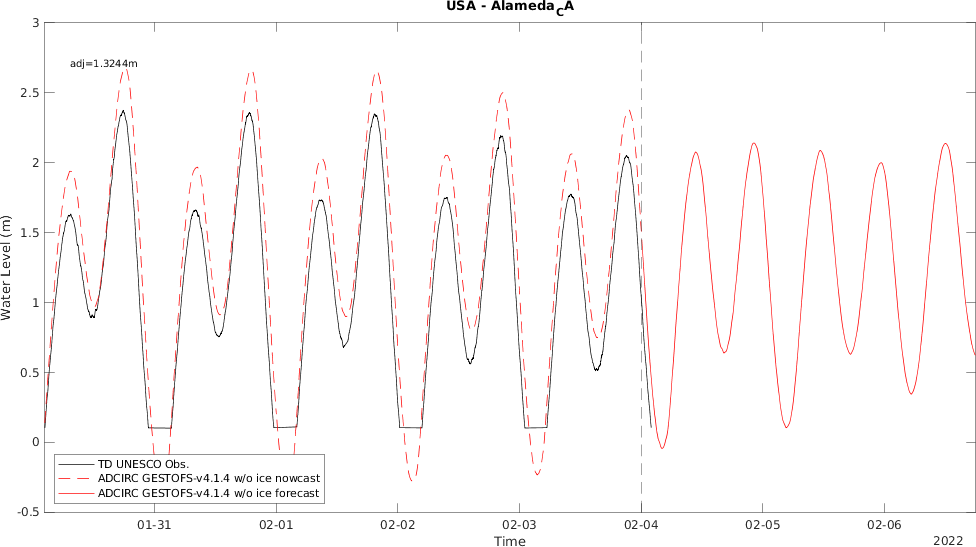 USA - Alameda_CA
adj=1.3244m
3
2.5
2
1.5
1
0.5
0
-0.5
Water Level (m)
TD UNESCO Obs.
ADCIRC GESTOFS-v4.1.4 w/o ice nowcast
ADCIRC GESTOFS-v4.1.4 w/o ice forecast
01-31 02-01 02-02 02-03 02-04 02-05 02-06
Time
2022